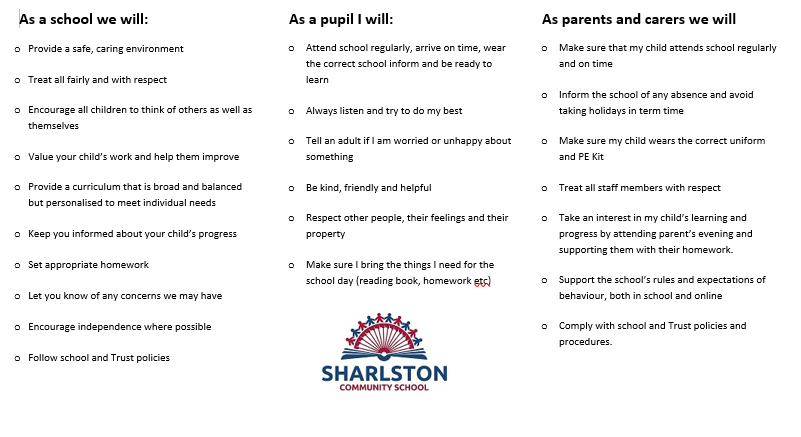 As a school we will:
o Provide a safe, caring environment
o Treat all fairly and with respect
o Encourage all children to think of others as well as
themselves
o Value your child's work and help them improve
o Provide a curriculum that is broad and balanced
but personalised to meet individual needs
o Keep you informed about your child's progress
o Set appropriate homework
o Let you know of any concerns we may have
o Encourage independence where possible
o Follow school and Trust policies
As a pupil I will:
o Attend school regularly, arrive on time, wear
the correct school inform and be ready to
learn
o Always listen and try to do my best
o Tell an adult if I am worried or unhappy about
something
o Be kind, friendly and helpful
o Respect other people, their feelings and their
property
o Make sure I bring the things I need for the
school day (reading book, homework etc)
SHARLSTON
COMMUNITY SCHOOL
As parents and carers we will
o Make sure that my child attends school regularly
and on time
o Inform the school of any absence and avoid
taking holidays in term time
o Make sure my child wears the correct uniform
and PE Kit
o Treat all staff members with respect
o Take an interest in my child's learning and
progress by attending parent's evening and
supporting them with their homework.
o Support the school's rules and expectations of
behaviour, both in school and online
o Comply with school and Trust policies and
procedures.